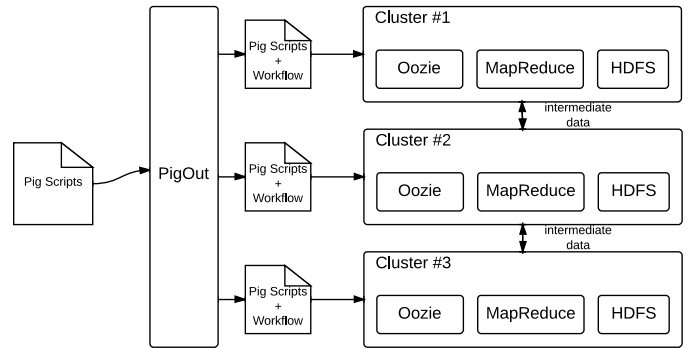 Pig Scripts
PigOut
Pig Scripts
+
Workflow
Cluster #1
Oozie
MapReduce
HDFS
intermediate
data
Pig Scripts
+
Workflow
Cluster #2
Oozie
MapReduce
HDFS
intermediate
data
Pig Scripts
+
Workflow
Cluster #3
Oozie
MapReduce
HDFS